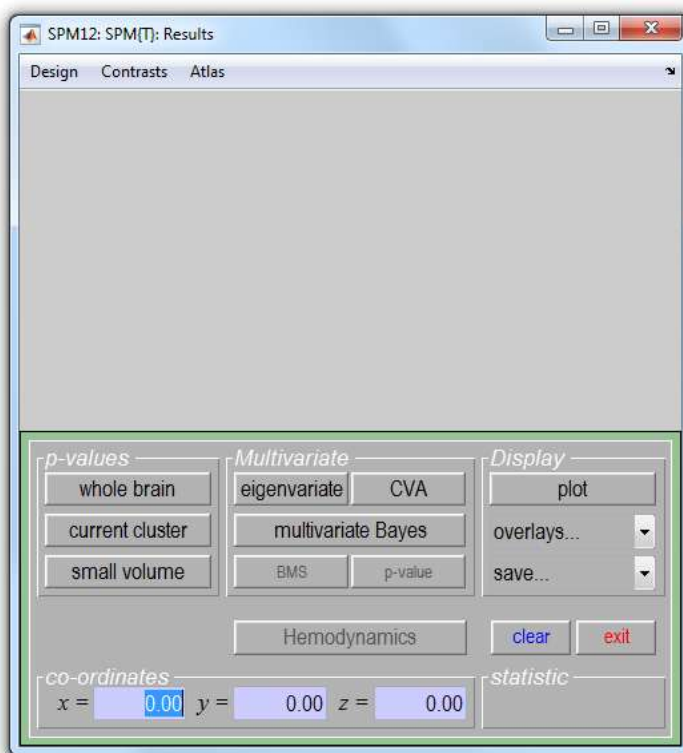 SPM12: SPM{T}: Results
Design Contrasts Atlas
p-values Multivariate Display
whole brain eigenvariate CVA plot
current cluster multivariate Bayes overlays...
small volume BMS p-value save...
Hemodynamics clear exit
co-ordinates statistic
x = 0.00 y = 0.00 z = 0.00